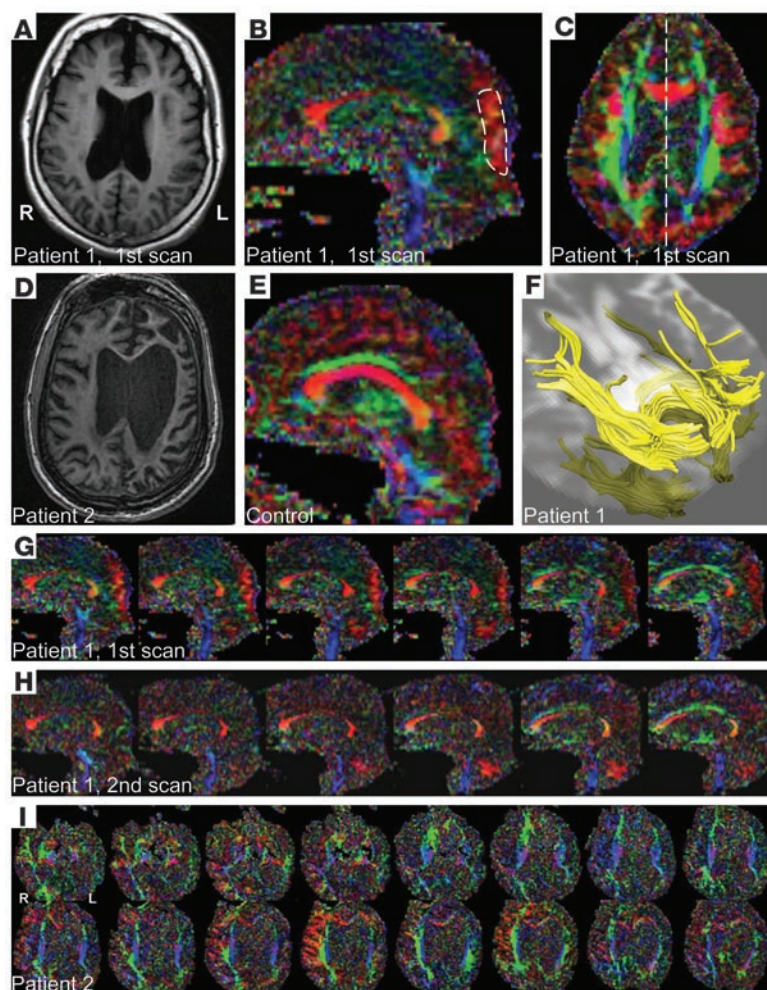 A
R
L
Patient 1, 1st scan
B
Patient 1, 1st scan
C
Patient 1, 1st scan
D
Patient 2
E
Control
F
Patient 1
G
Patient 1, 1st scan
H
Patient 1, 2nd scan
I
R
L
Patient 2